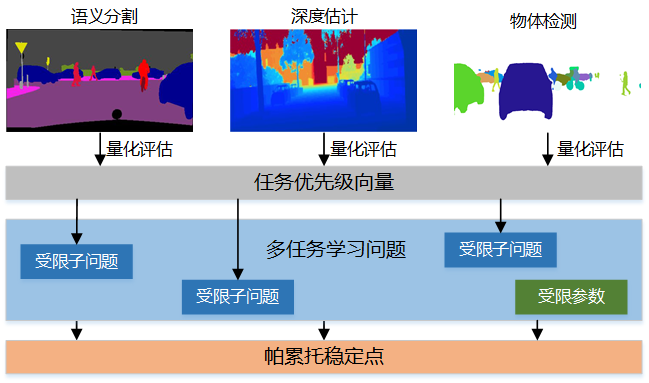 语义分割
深度估计
物体检测
量化评估
量化评估
量化评估
任务优先级向量
多任务学习问题
受限子问题
受限子问题
受限子问题
受限参数
帕累托稳定点